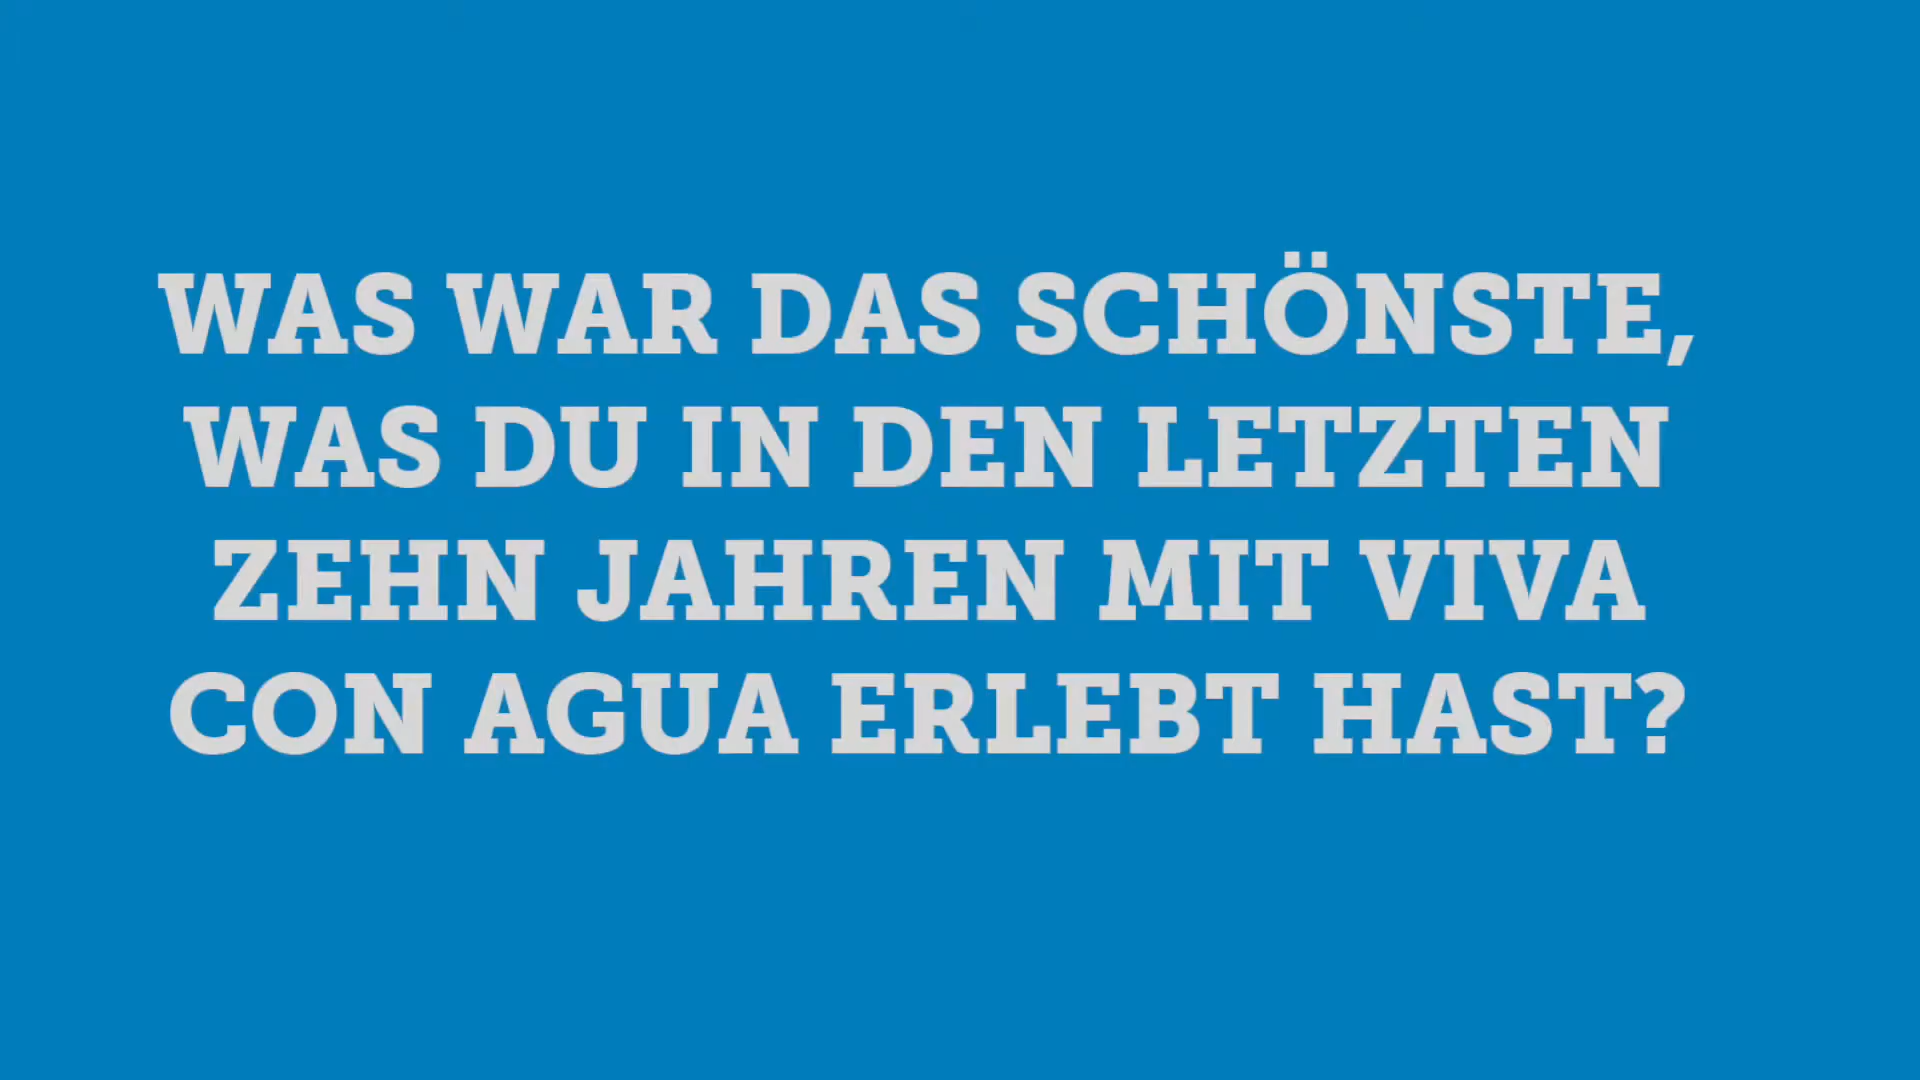 WAS WAR DAS SCHÖNSTE,
WAS DU IN DEN LETZTEN
ZEHN JAHREN MIT VIVA
CON AGUA ERLEBT HAST?